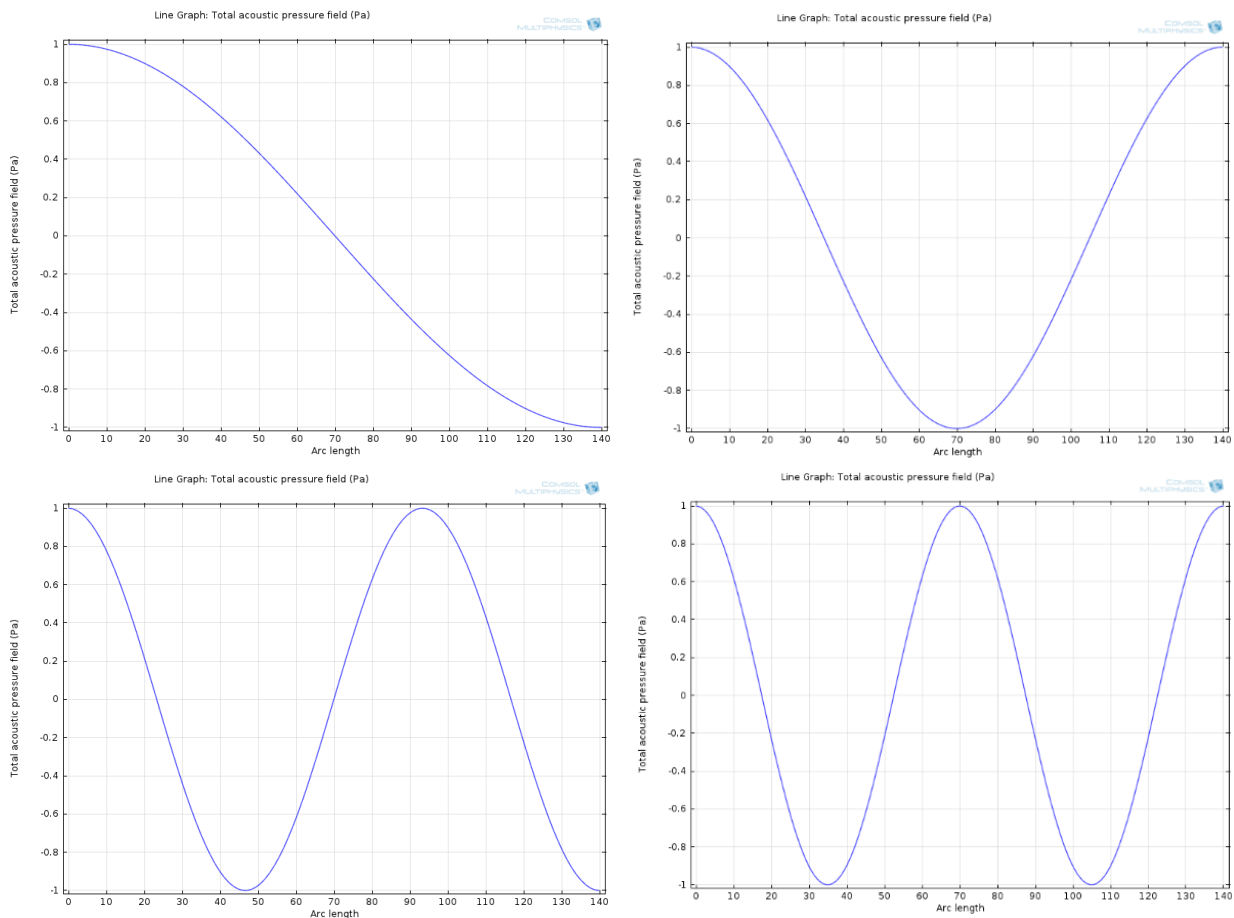 Line Graph: Total acoustic pressure field (Pa)
COMSOL
MULTIPHYSICS
Total acoustic pressure field (Pa)
1
0.8
0.6
0.4
0.2
0
-0.2
-0.4
-0.6
-0.8
-1
0 10 20 30 40 50 60 70 80 90 100 110 120 130 140
Arc length
Line Graph: Total acoustic pressure field (Pa)
COMSOL
MULTIPHYSICS
Total acoustic pressure field (Pa)
1
0.8
0.6
0.4
0.2
0
-0.2
-0.4
-0.6
-0.8
-1
0 10 20 30 40 50 60 70 80 90 100 110 120 130 140
Arc length
Line Graph: Total acoustic pressure field (Pa)
COMSOL
MULTIPHYSICS
Total acoustic pressure field (Pa)
1
0.8
0.6
0.4
0.2
0
-0.2
-0.4
-0.6
-0.8
-1
0 10 20 30 40 50 60 70 80 90 100 110 120 130 140
Arc length
Line Graph: Total acoustic pressure field (Pa)
COMSOL
MULTIPHYSICS
Total acoustic pressure field (Pa)
1
0.8
0.6
0.4
0.2
0
-0.2
-0.4
-0.6
-0.8
-1
0 10 20 30 40 50 60 70 80 90 100 110 120 130 140
Arc length